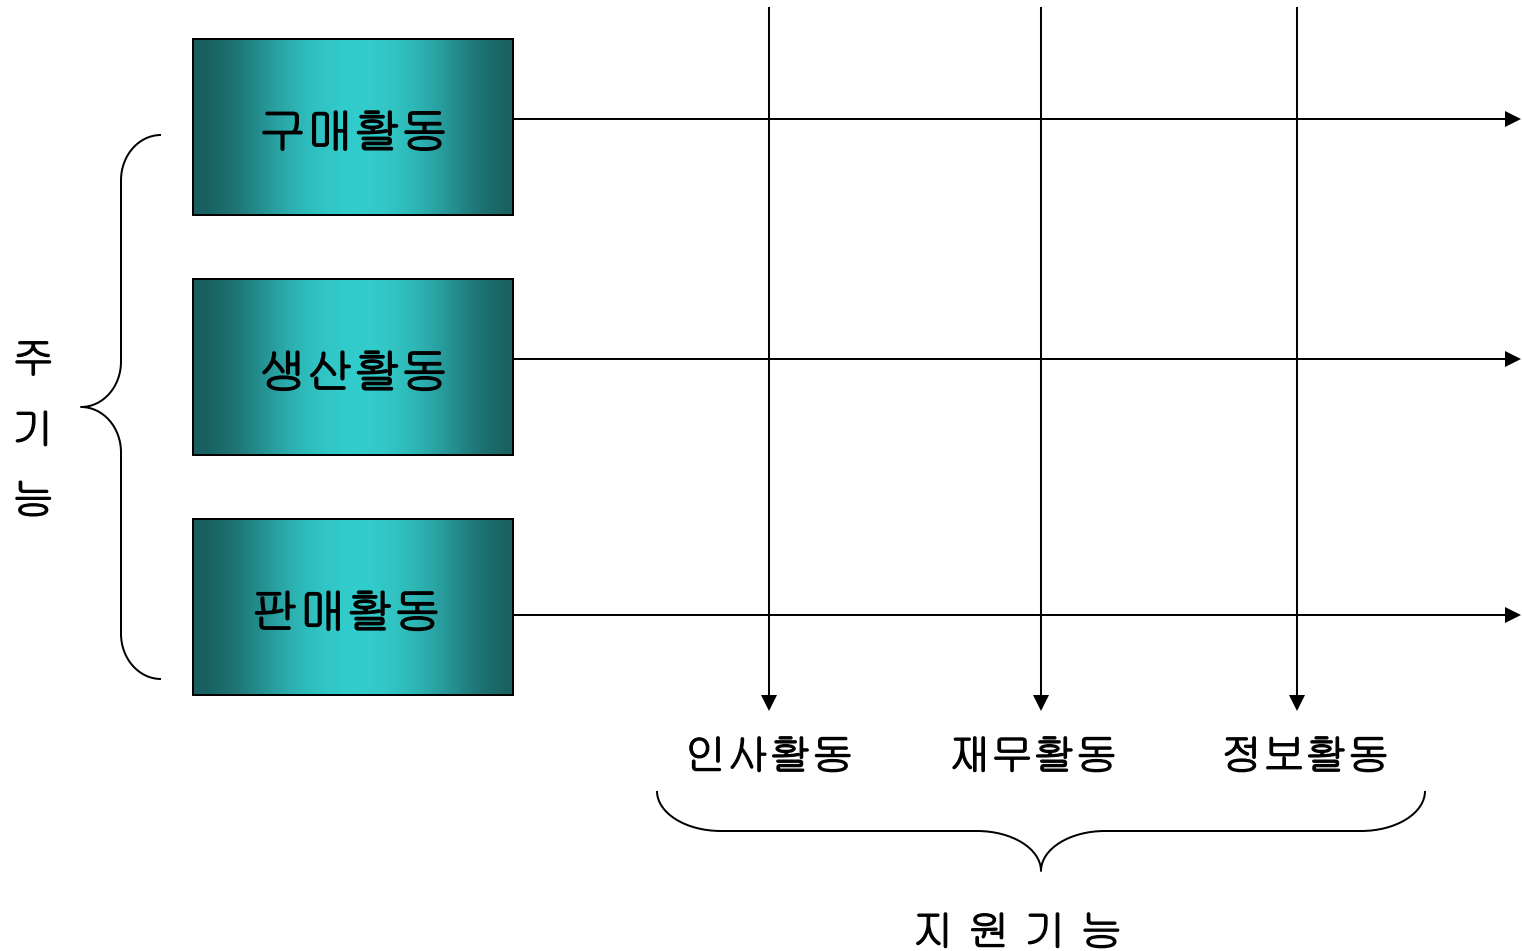 구매활동
생산활동
주
기
능
판매활동
인사활동 재무활동 정보활동
지 원 기 능